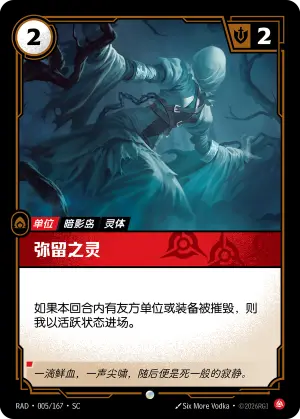 2
2
单位 暗影岛 灵体
弥留之灵
如果本回合内有友方单位或装备被摧毁，则
我以活跃状态进场。
一滴鲜血，一声尖啸，随后便是死一般的寂静。
RAD · 005/167 · SC
Six More Vodka · ©2026RGI